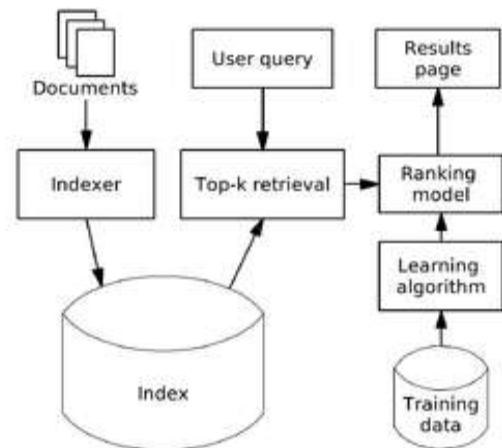 Documents
User query
Results
page
Indexer
Top-k retrieval
Ranking
model
Learning
algorithm
Index
Training
data